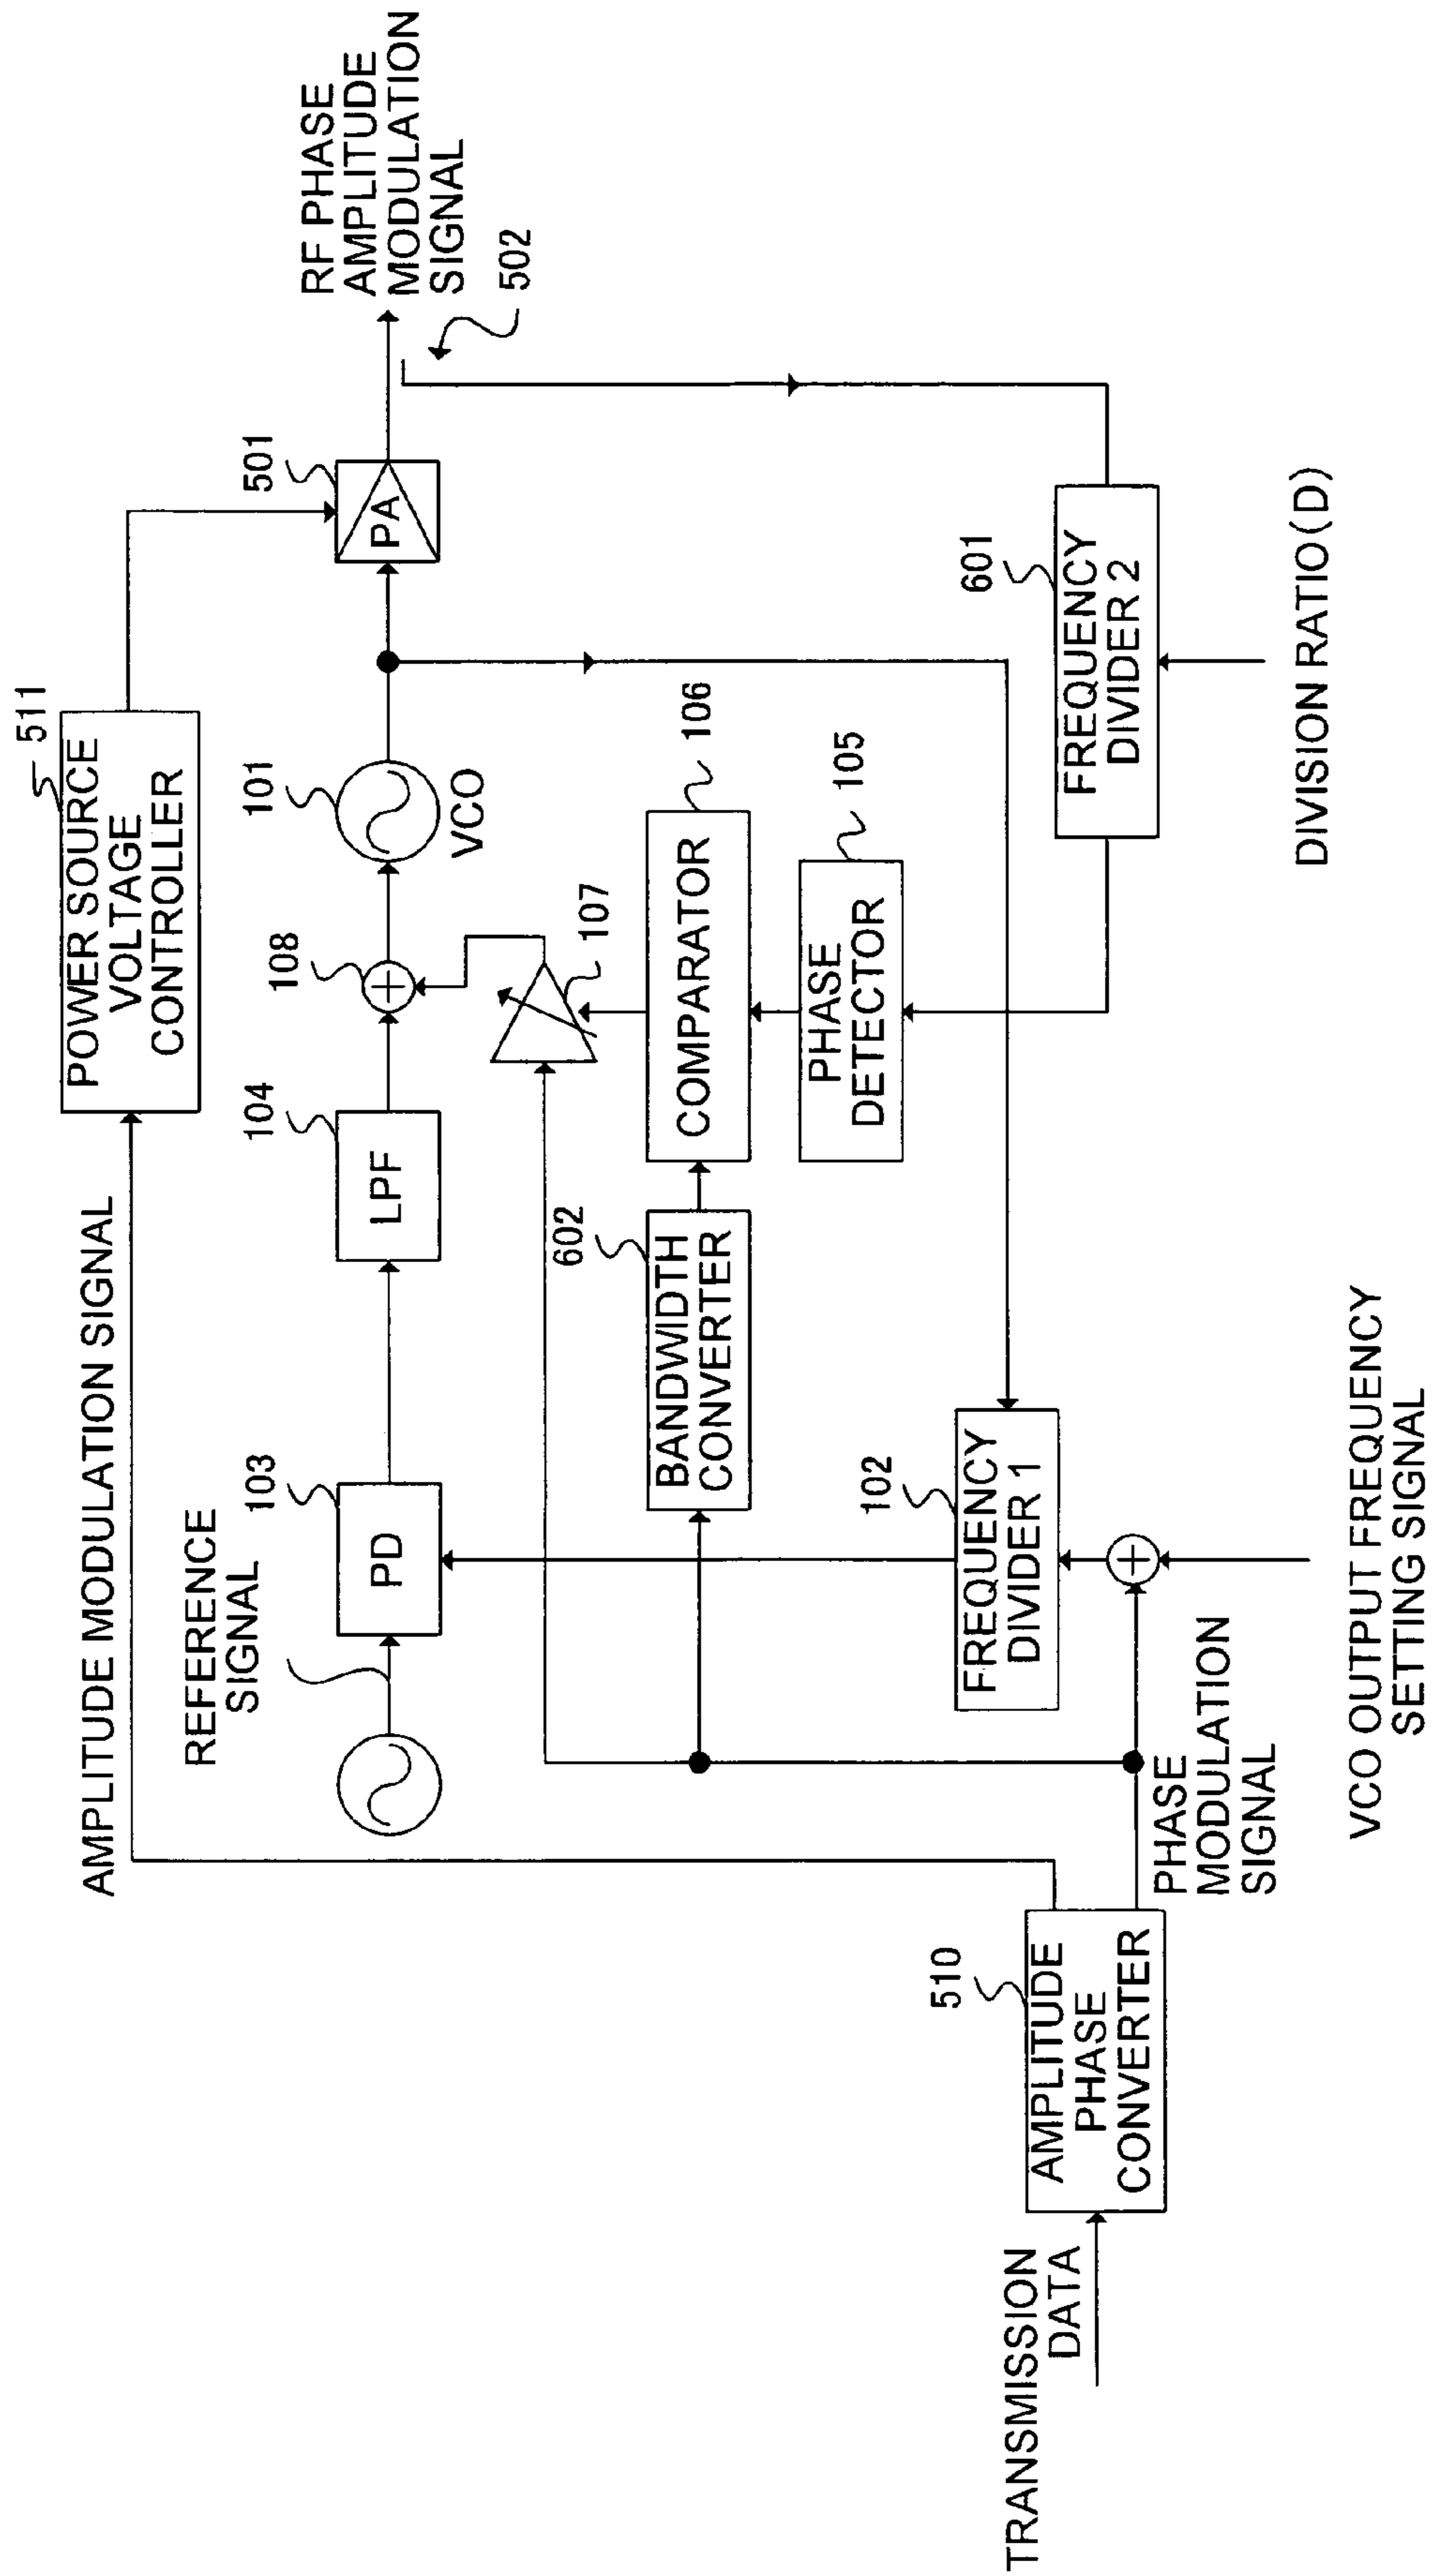 AMPLITUDE MODULATION SIGNAL
511
POWER SOURCE
VOLTAGE
CONTROLLER
REFERENCE
SIGNAL
103
PD
104
LPF
108
101
VCO
501
PA
RF PHASE
AMPLITUDE
MODULATION
SIGNAL
502
107
602
BANDWIDTH
CONVERTER
106
COMPARATOR
105
PHASE
DETECTOR
102
FREQUENCY
DIVIDER 1
601
FREQUENCY
DIVIDER 2
DIVISION RATIO(D)
TRANSMISSION
DATA
510
AMPLITUDE
PHASE
CONVERTER
PHASE
MODULATION
SIGNAL
VCO OUTPUT FREQUENCY
SETTING SIGNAL